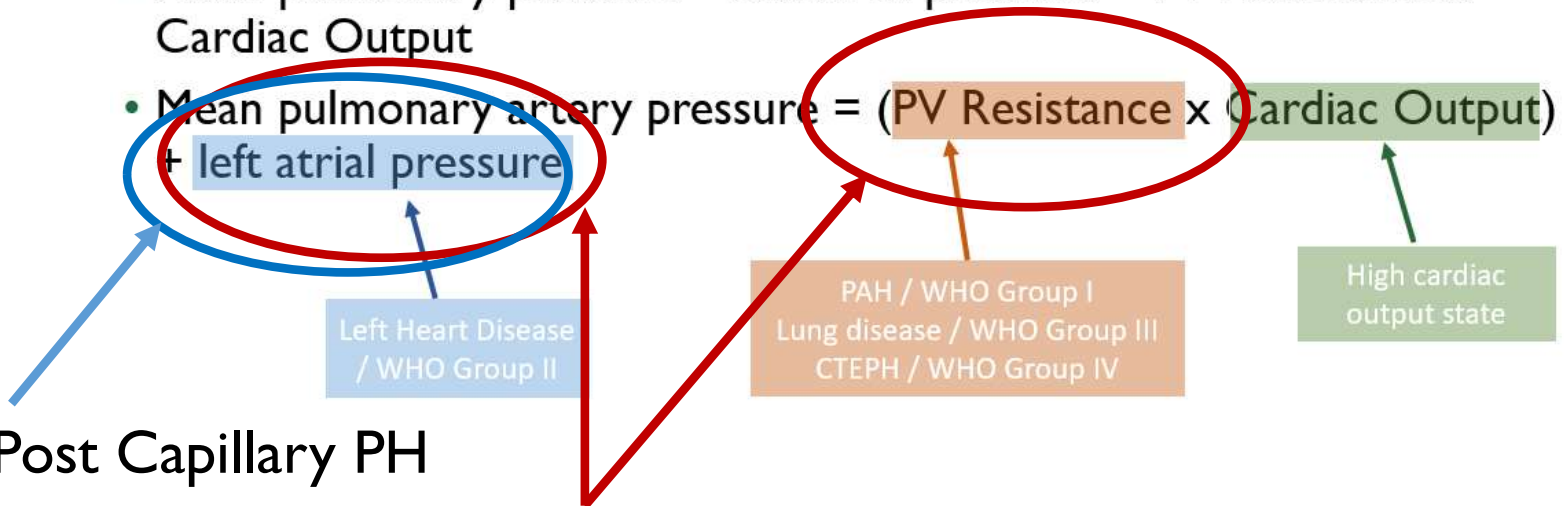 Cardiac Output
• Mean pulmonary artery pressure = (PV Resistance x Cardiac Output)
+ left atrial pressure
Left Heart Disease
/ WHO Group II
PAH / WHO Group I
Lung disease / WHO Group III
CTEPH / WHO Group IV
High cardiac
output state
Post Capillary PH